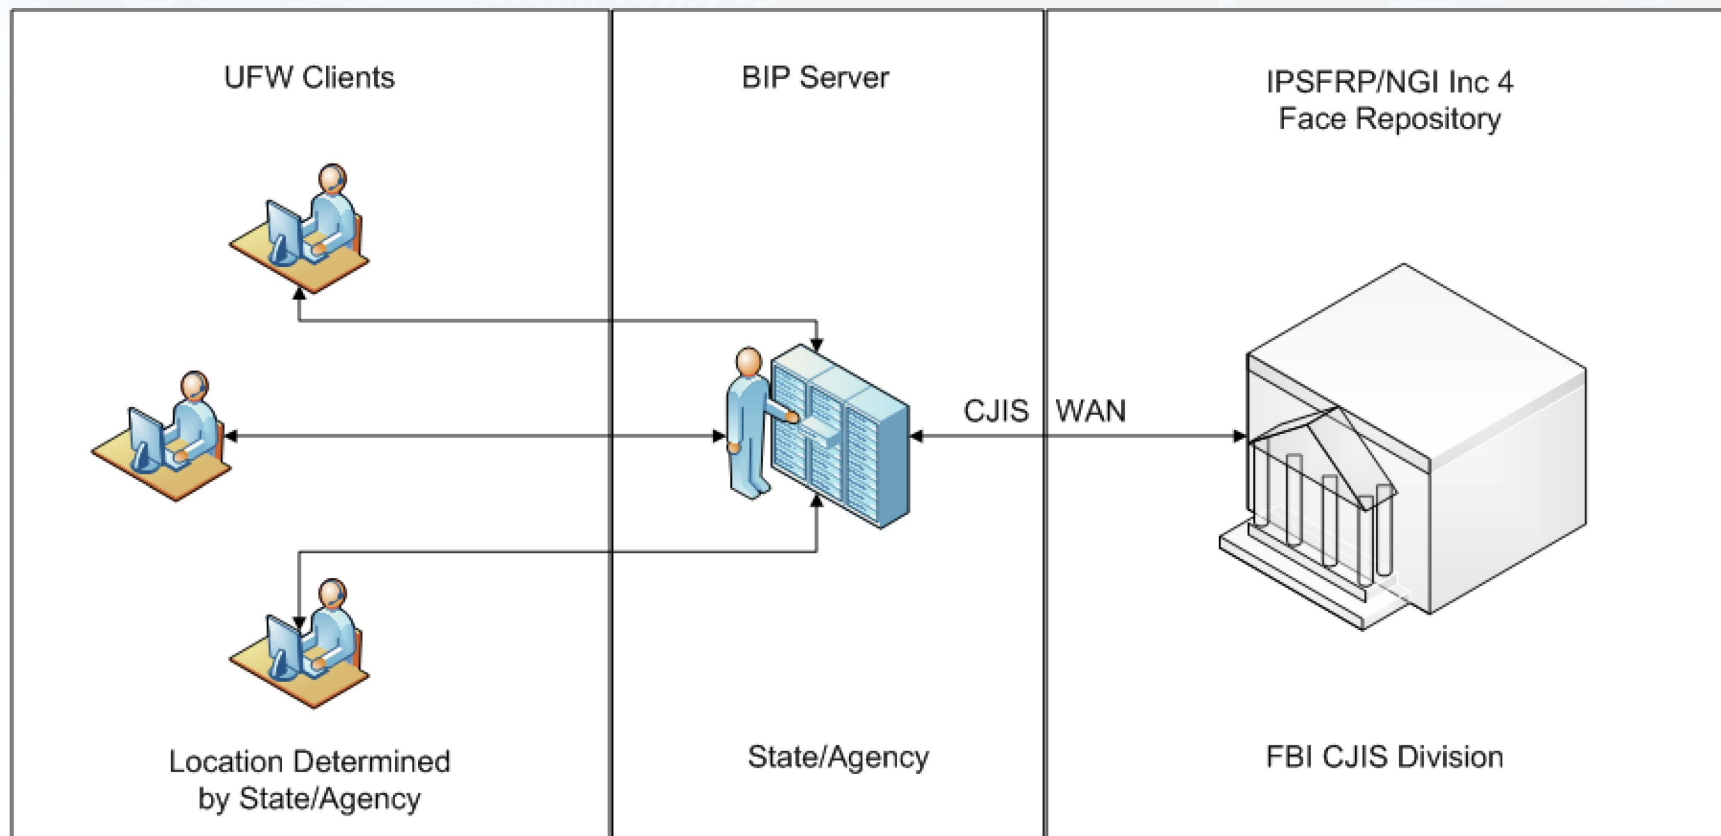 UFW Clients
BIP Server
IPSFRP/NGI Inc 4
Face Repository
CJIS
WAN
Location Determined
by State/Agency
State/Agency
FBI CJIS Division